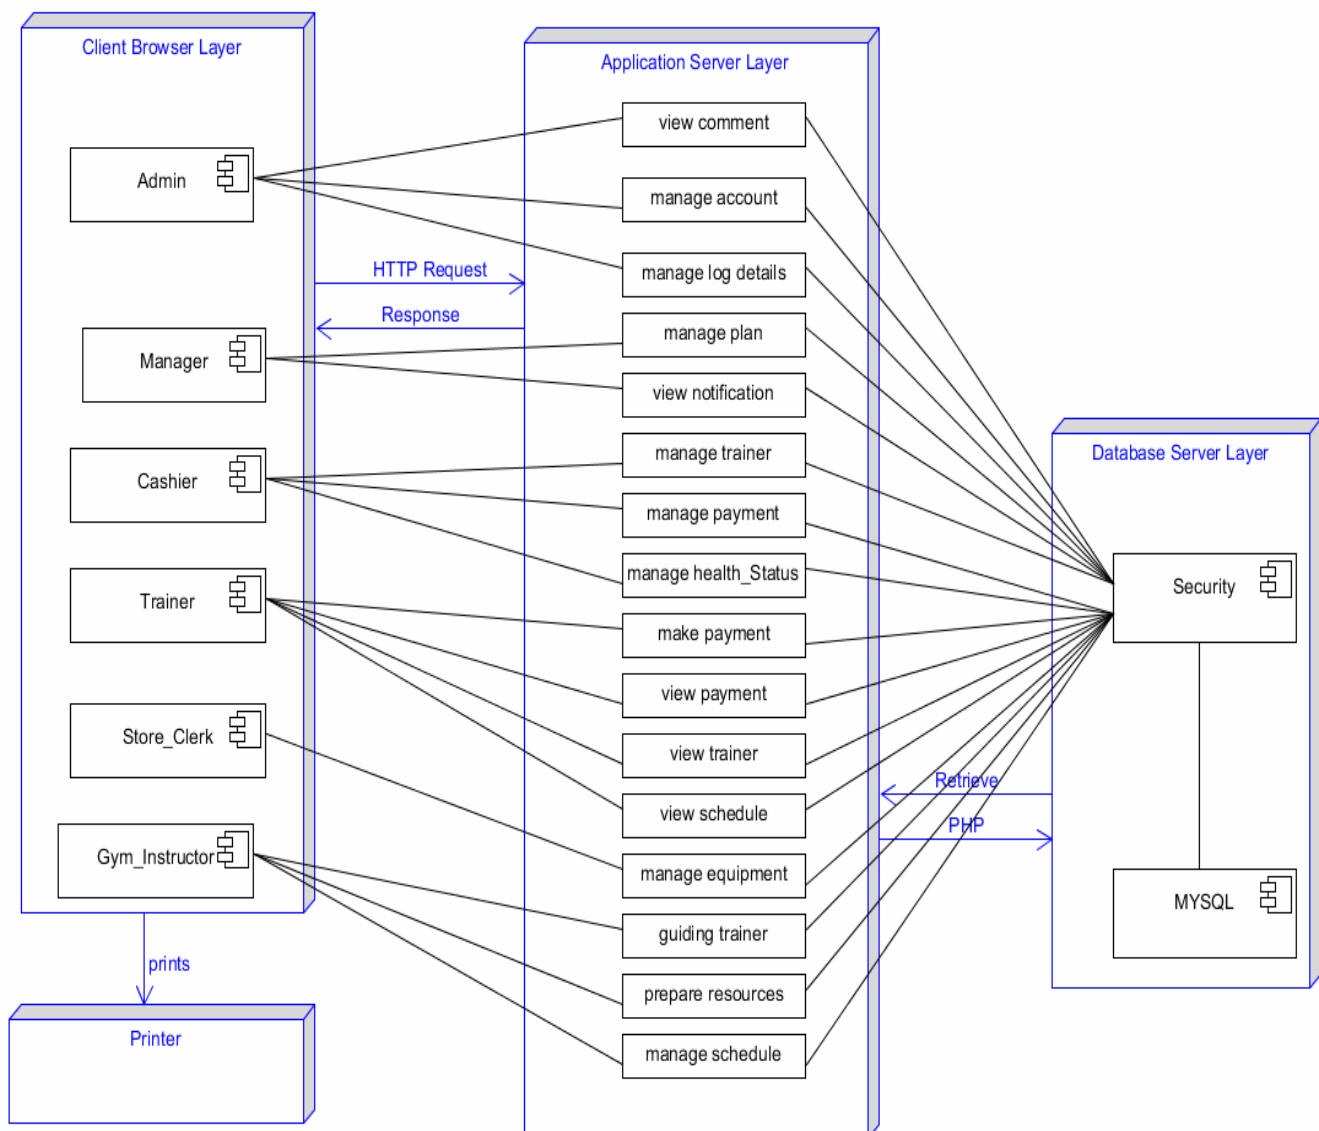 Client Browser Layer
Admin
Manager
Cashier
Trainer
Store_Clerk
Gym_Instructor
prints
Printer
HTTP Request
Response
Application Server Layer
view comment
manage account
manage log details
manage plan
view notification
manage trainer
manage payment
manage health_Status
make payment
view payment
view trainer
view schedule
manage equipment
guiding trainer
prepare resources
manage schedule
Retrieve
PHP
Database Server Layer
Security
MYSQL